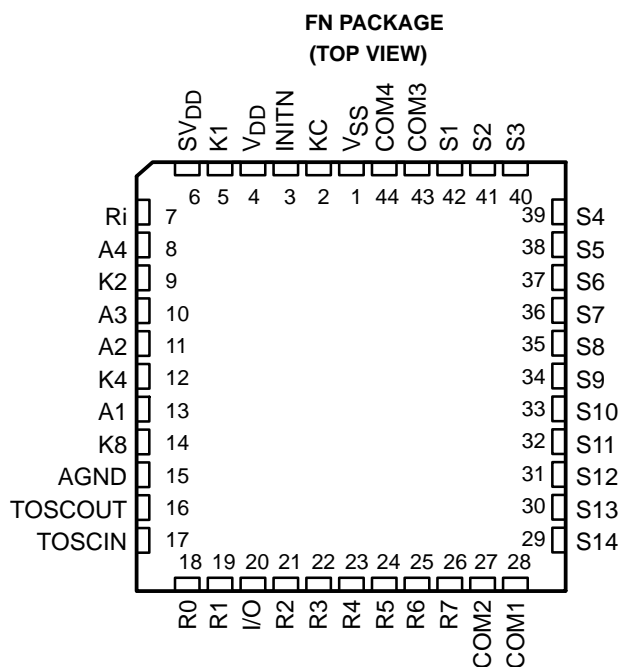 FN PACKAGE
(TOP VIEW)
SVDD K1 VDD INITN KC VSS COM4 COM3 S1 S2 S3
6 5 4 3 2 1 44 43 42 41 40
Ri 7 39 S4
A4 8 38 S5
K2 9 37 S6
A3 10 36 S7
A2 11 35 S8
K4 12 34 S9
A1 13 33 S10
K8 14 32 S11
AGND 15 31 S12
TOSCOUT 16 30 S13
TOSCIN 17 29 S14
18 19 20 21 22 23 24 25 26 27 28
R0 R1 I/O R2 R3 R4 R5 R6 R7 COM2 COM1